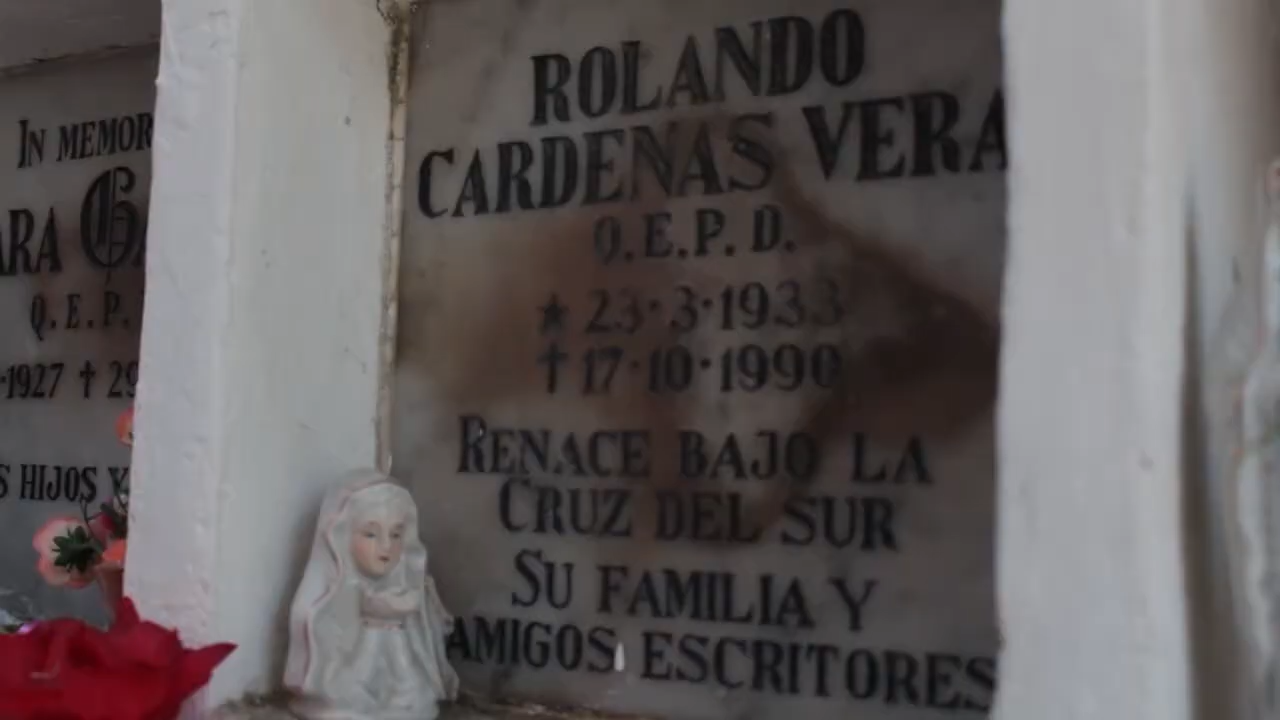 IN MEMOR
ARA G
Q.E.P.
1927 † 29
S HIJOS Y
ROLANDO
CARDENAS VERA
Q.E.P.D.
★ 23·3·1933
† 17·10·1990
RENACE BAJO LA
CRUZ DEL SUR
SU FAMILIA Y
AMIGOS ESCRITORES